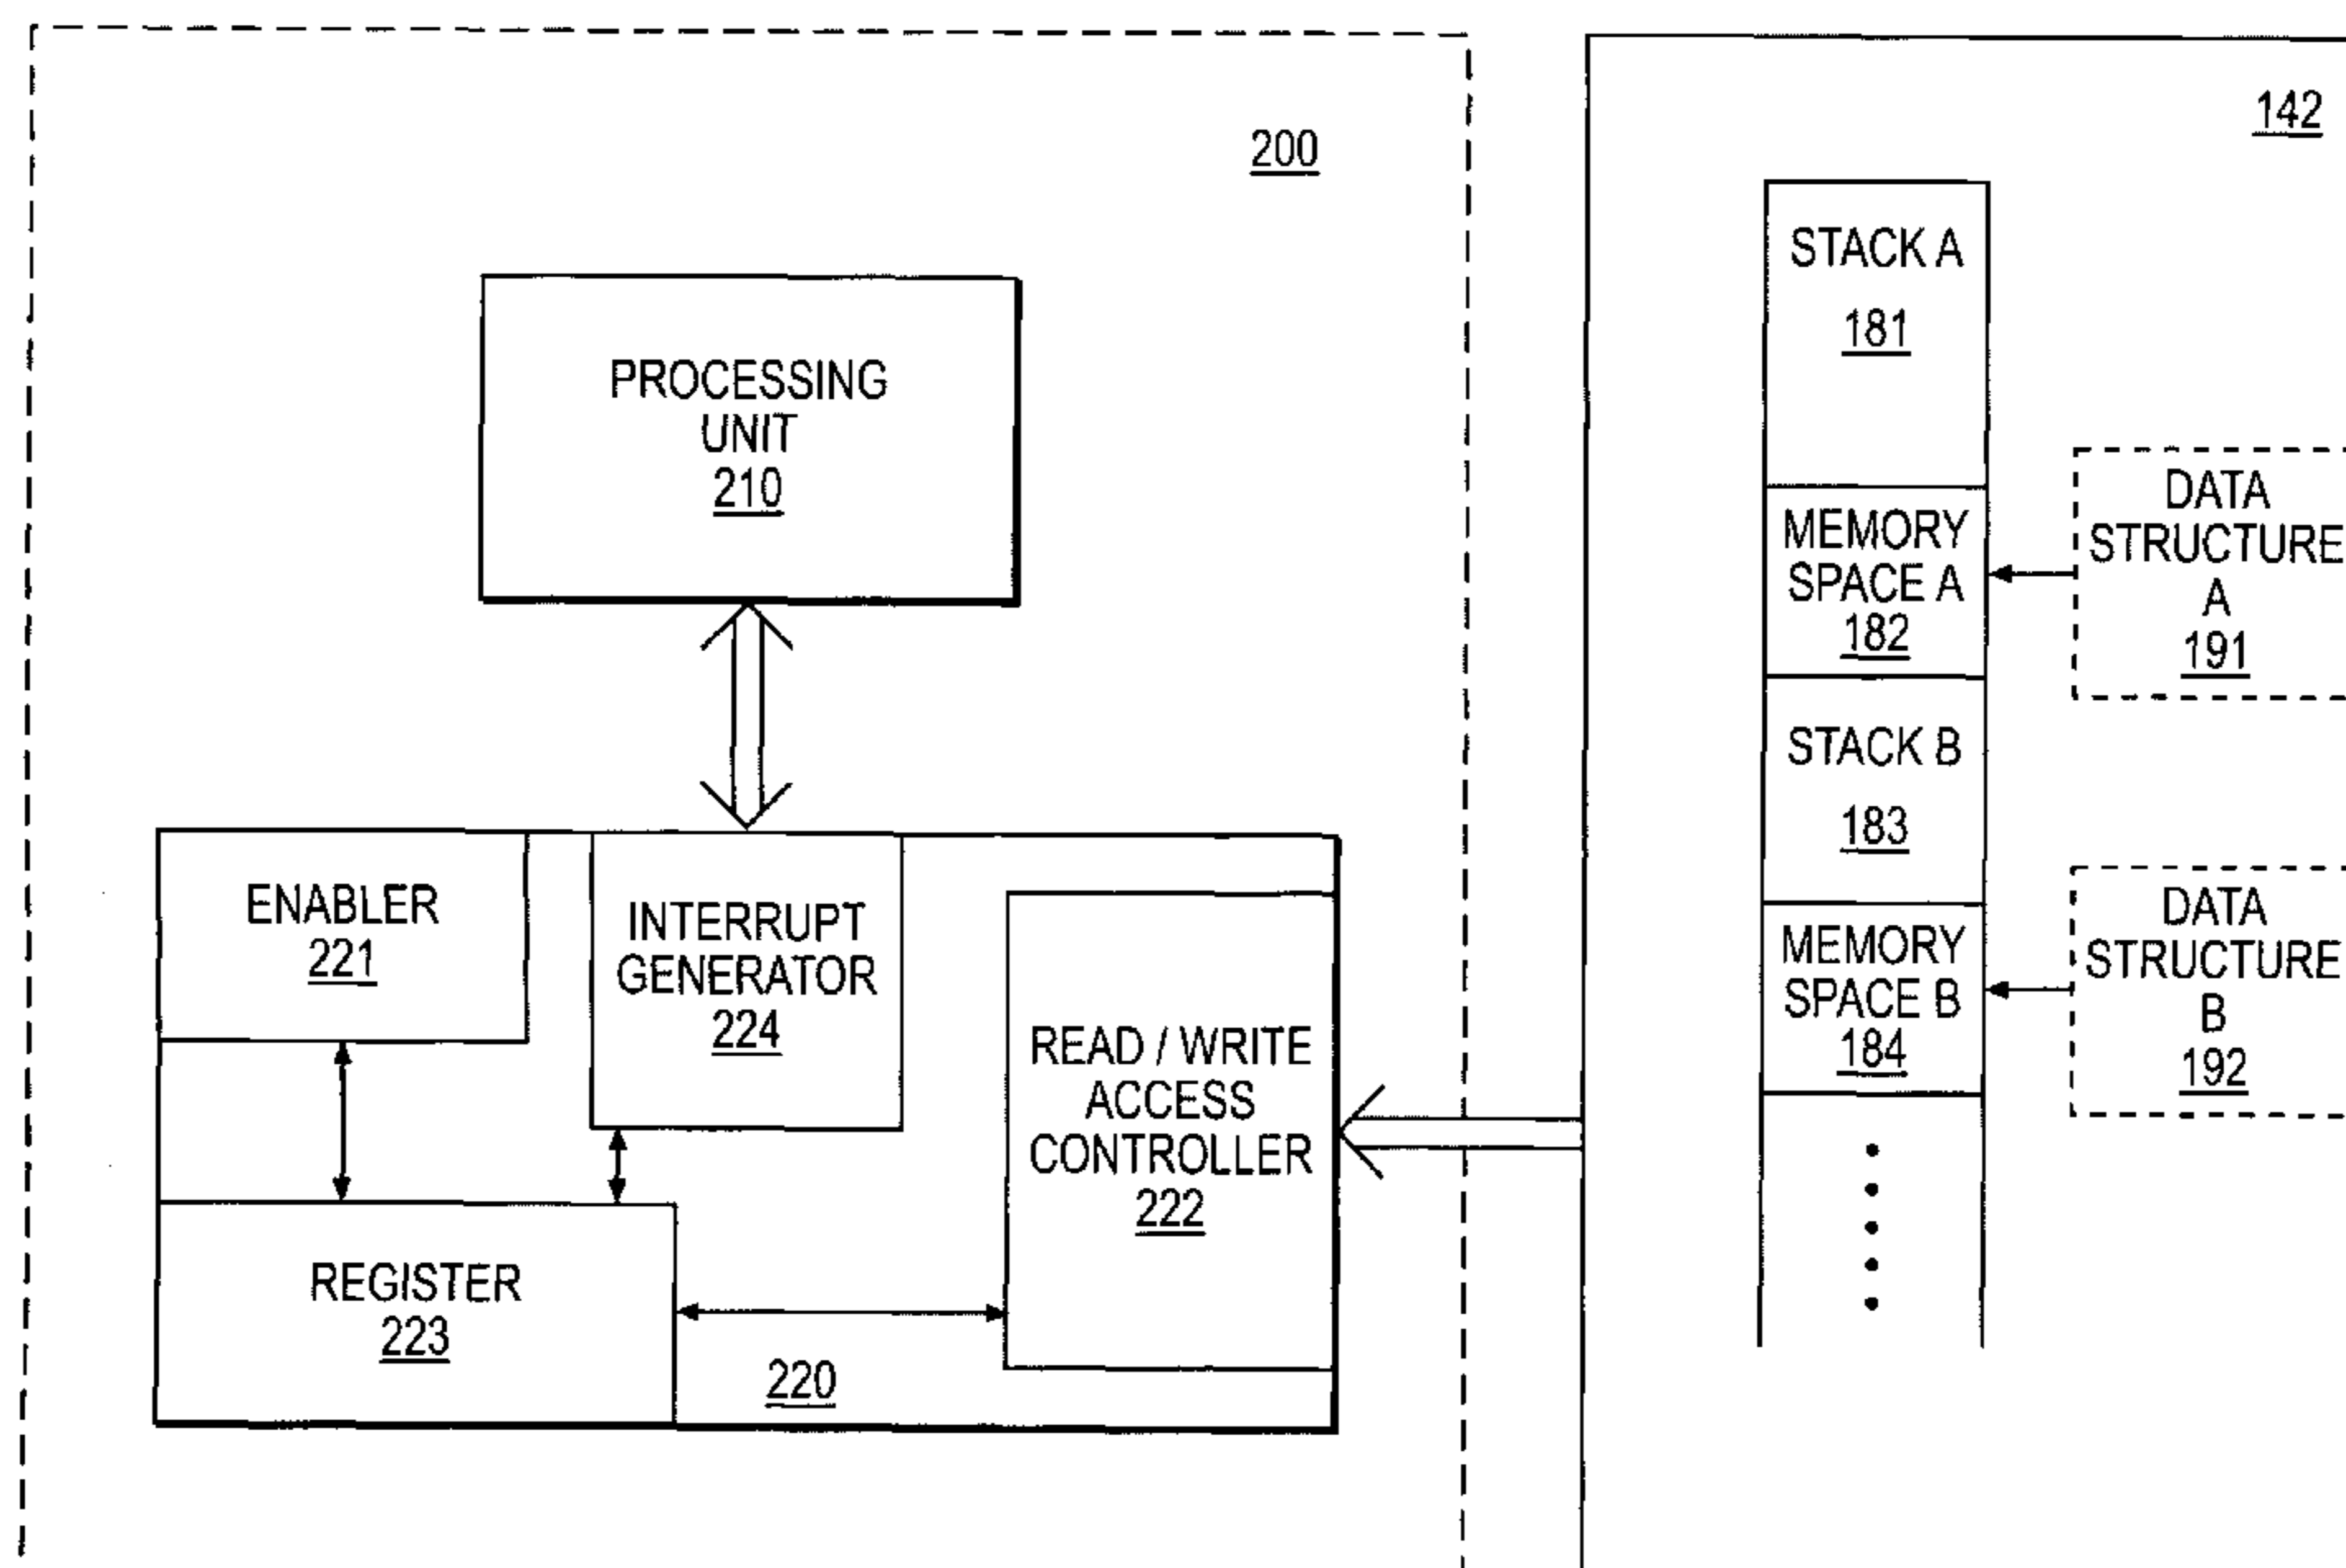 200
PROCESSING
UNIT
210
ENABLER
221
INTERRUPT
GENERATOR
224
READ / WRITE
ACCESS
CONTROLLER
222
REGISTER
223
220
142
STACK A
181
MEMORY
SPACE A
182
DATA
STRUCTURE
A
191
STACK B
183
MEMORY
SPACE B
184
DATA
STRUCTURE
B
192